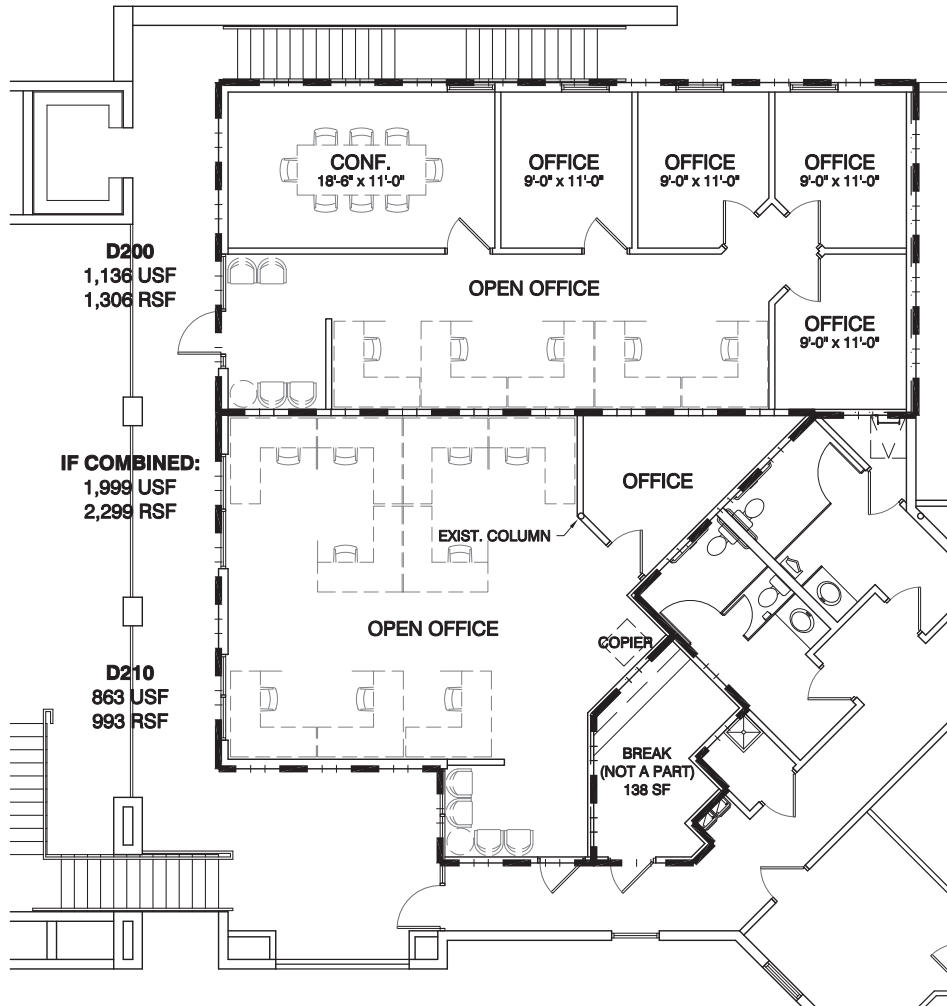 CONF.
18'-6" x 11'-0"
OFFICE
9'-0" x 11'-0"
OFFICE
9'-0" x 11'-0"
OFFICE
9'-0" x 11'-0"
D200
1,136 USF
1,306 RSF
OPEN OFFICE
OFFICE
9'-0" x 11'-0"
IF COMBINED:
1,999 USF
2,299 RSF
OFFICE
EXIST. COLUMN
OPEN OFFICE
COPIER
D210
863 USF
993 RSF
BREAK
(NOT A PART)
138 SF